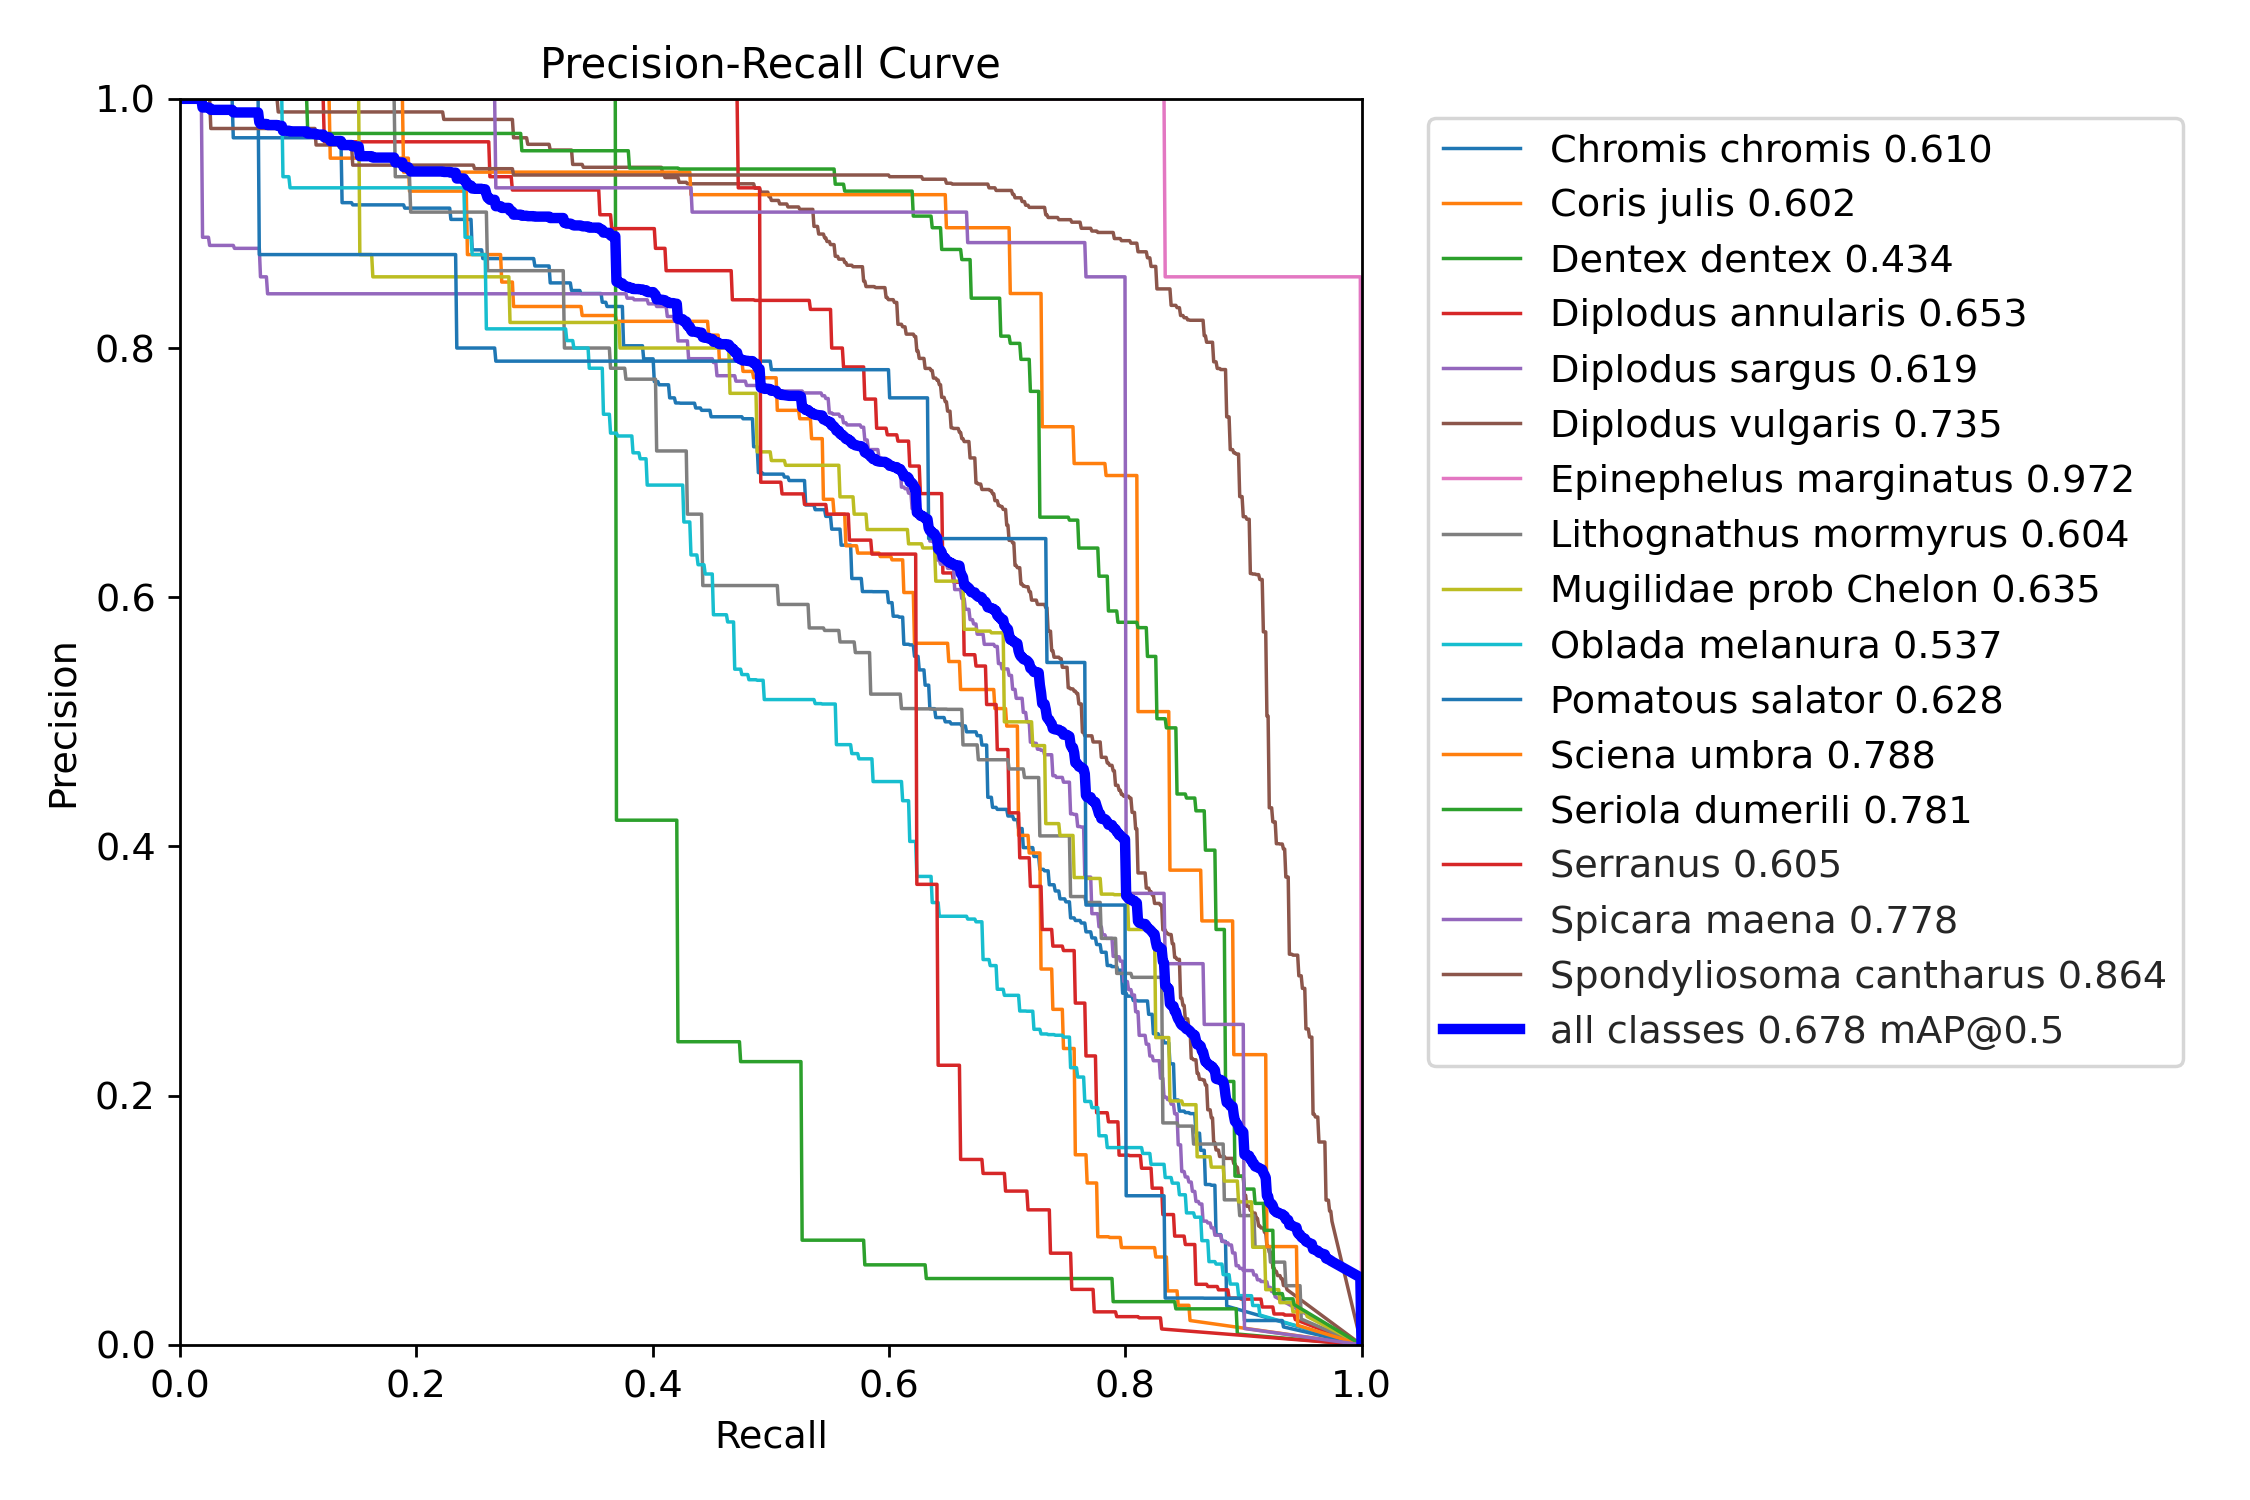 Precision-Recall Curve
1.0
0.8
0.6
0.4
0.2
0.0
Precision
0.0 0.2 0.4 0.6 0.8 1.0
Recall
Chromis chromis 0.610
Coris julis 0.602
Dentex dentex 0.434
Diplodus annularis 0.653
Diplodus sargus 0.619
Diplodus vulgaris 0.735
Epinephelus marginatus 0.972
Lithognathus mormyrus 0.604
Mugilidae prob Chelon 0.635
Oblada melanura 0.537
Pomatous salator 0.628
Sciena umbra 0.788
Seriola dumerili 0.781
Serranus 0.605
Spicara maena 0.778
Spondyliosoma cantharus 0.864
all classes 0.678 mAP@0.5